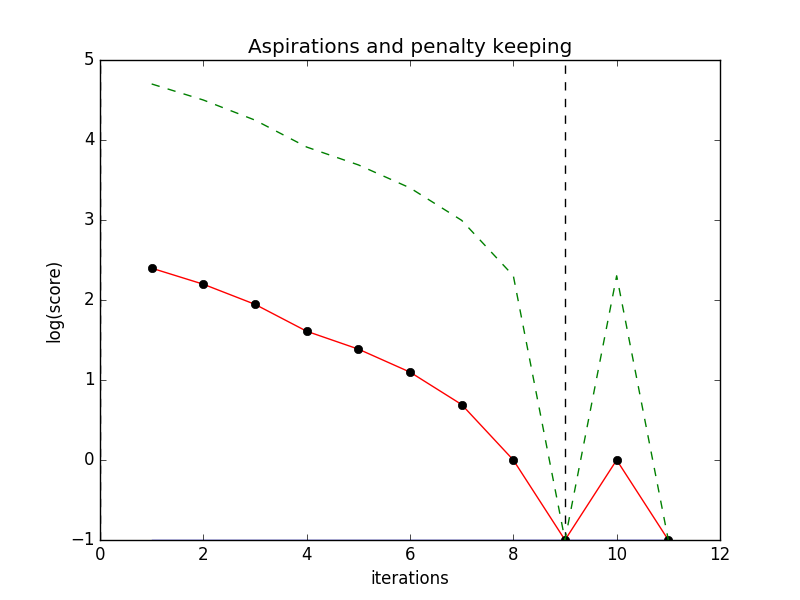 Aspirations and penalty keeping
5
4
3
2
1
0
−1
log(score)
0 2 4 6 8 10 12
iterations